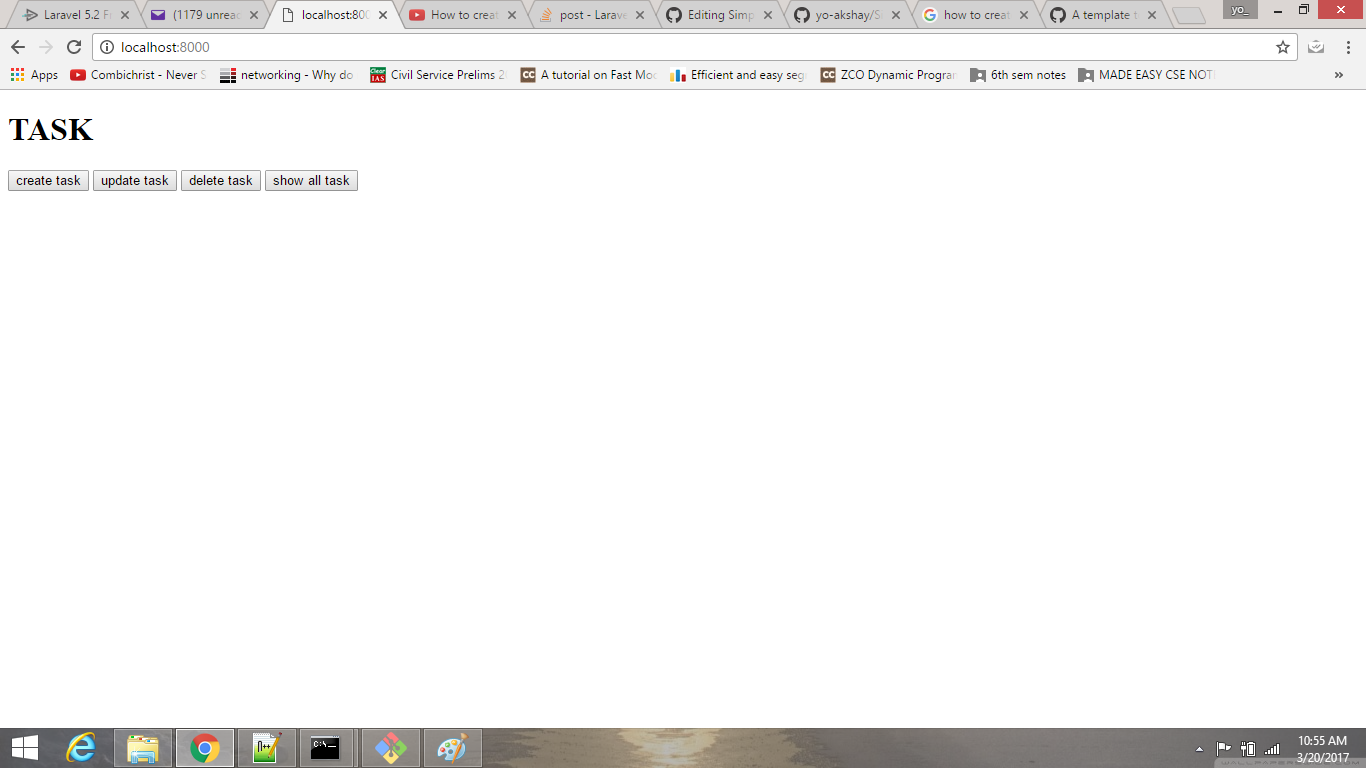 Laravel 5.2 F
(1179 unrea
localhost:800
How to creat
post - Larave
Editing Simp
yo-akshay/S
how to creat
A template t
yo_
localhost:8000
Apps
Combichrist - Never S
networking - Why do
Civil Service Prelims 2
A tutorial on Fast Mo
Efficient and easy seg
ZCO Dynamic Program
6th sem notes
MADE EASY CSE NOT
»
TASK
create task update task delete task show all task
10:55 AM
3/20/2017